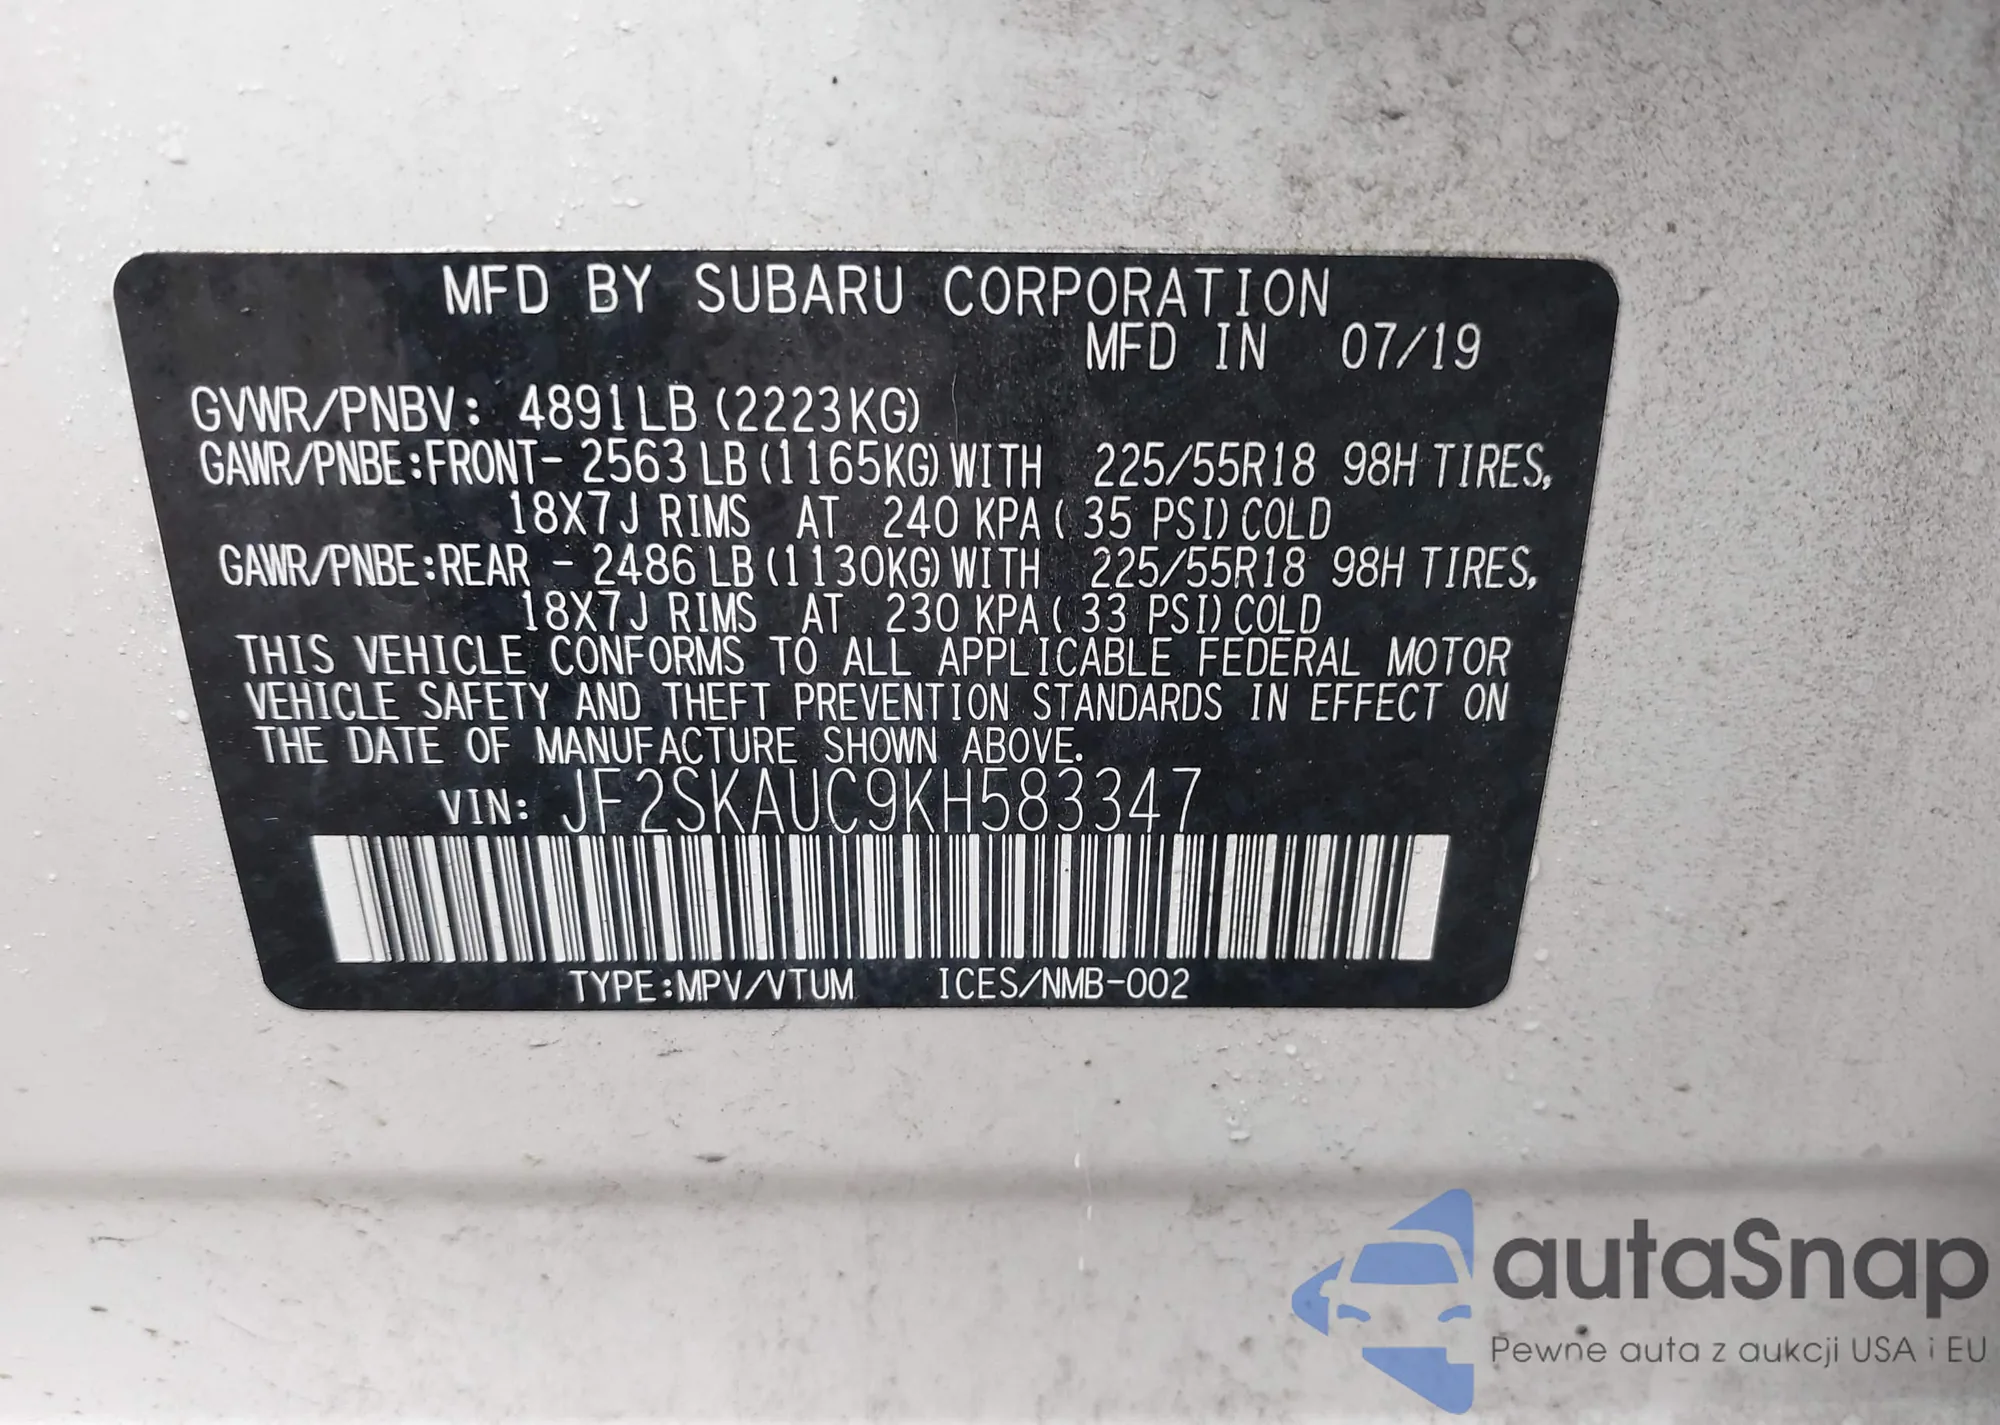 MFD BY SUBARU CORPORATION
MFD IN 07/19
GVWR/PNBV: 4891LB (2223KG)
GAWR/PNBE:FRONT- 2563 LB (1165KG) WITH 225/55R18 98H TIRES,
18X7J RIMS AT 240 KPA ( 35 PSI) COLD
GAWR/PNBE:REAR - 2486 LB (1130KG) WITH 225/55R18 98H TIRES,
18X7J RIMS AT 230 KPA ( 33 PSI) COLD
THIS VEHICLE CONFORMS TO ALL APPLICABLE FEDERAL MOTOR
VEHICLE SAFETY AND THEFT PREVENTION STANDARDS IN EFFECT ON
THE DATE OF MANUFACTURE SHOWN ABOVE.
VIN: JF2SKAUC9KH583347
TYPE:MPV/VTUM ICES/NMB-002
autaSnap
Pewne auta z aukcji USA i EU